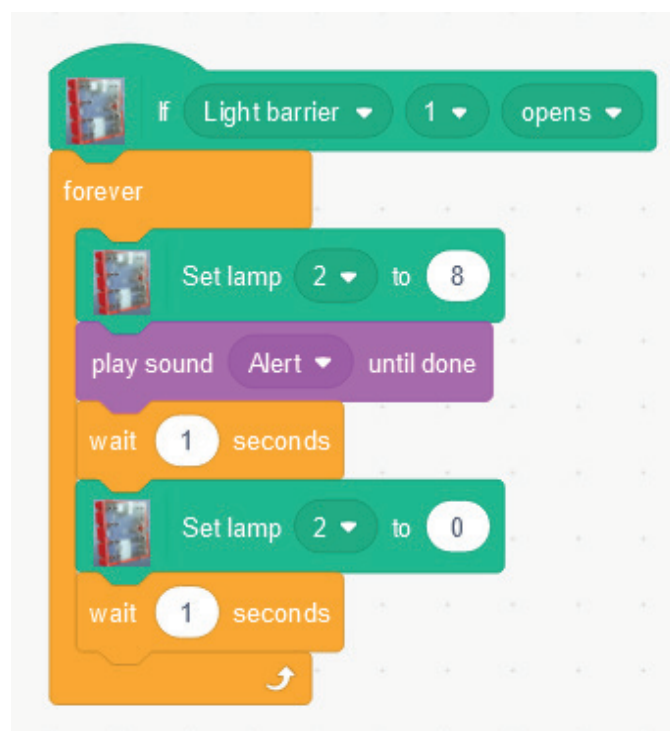 If Light barrier 1 opens
forever
Set lamp 2 to 8
play sound Alert until done
wait 1 seconds
Set lamp 2 to 0
wait 1 seconds